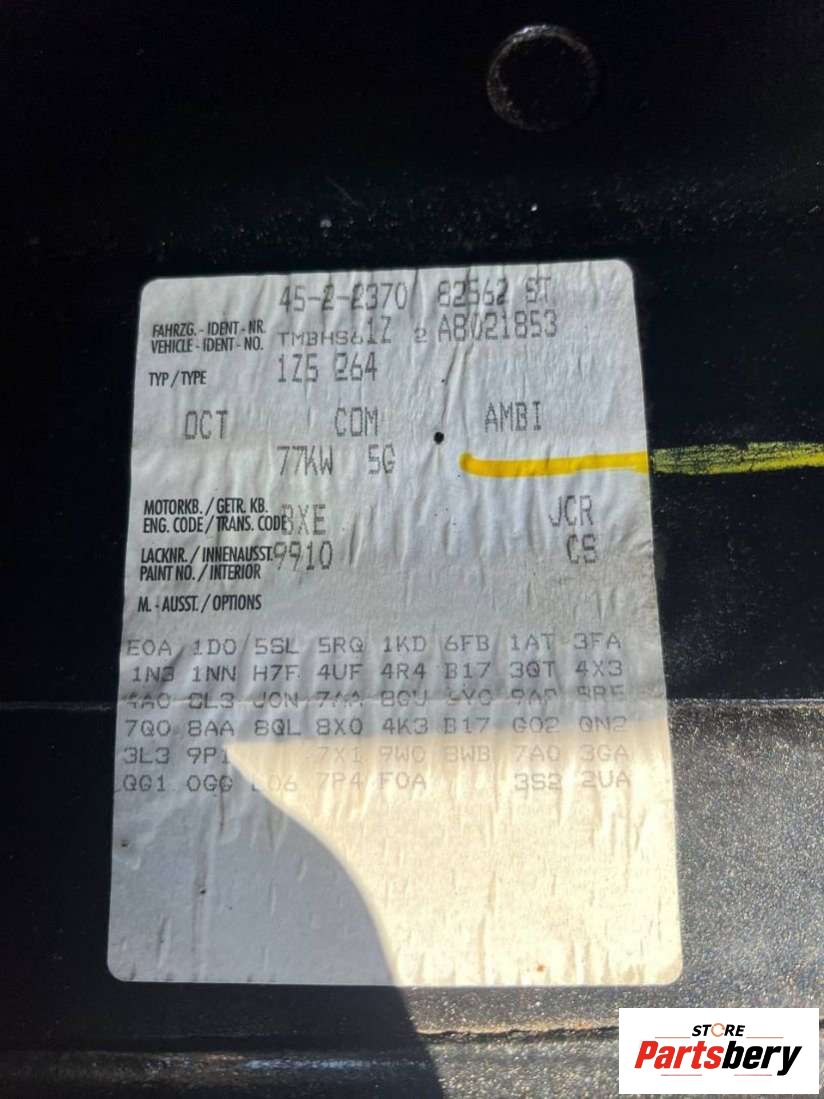 45-2-2370 82562 ST
FAHRZG. - IDENT - NR.
VEHICLE - IDENT - NO. TMBHS61Z 2 A8021853
TYP / TYPE 1Z5 264
OCT COM AMBI
77KW 5G
MOTORKB. / GETR. KB.
ENG. CODE / TRANS. CODE BXE JCR
LACKNR. / INNENAUSST. 9910 CS
PAINT NO. / INTERIOR
M. - AUSST. / OPTIONS
E0A 1D0 5SL 5RQ 1KD 6FB 1AT 3FA
1N3 1NN H7F 4UF 4R4 B17 3QT 4X3
7Q0 8AA 8QL 8X0 4K3 B17 G02 QN2
3L3 9P1 7X1 9W0 8WB 7A0 3GA
QG1 0GG 7P4 F0A 3S2 2UA
STORE
Partsbery